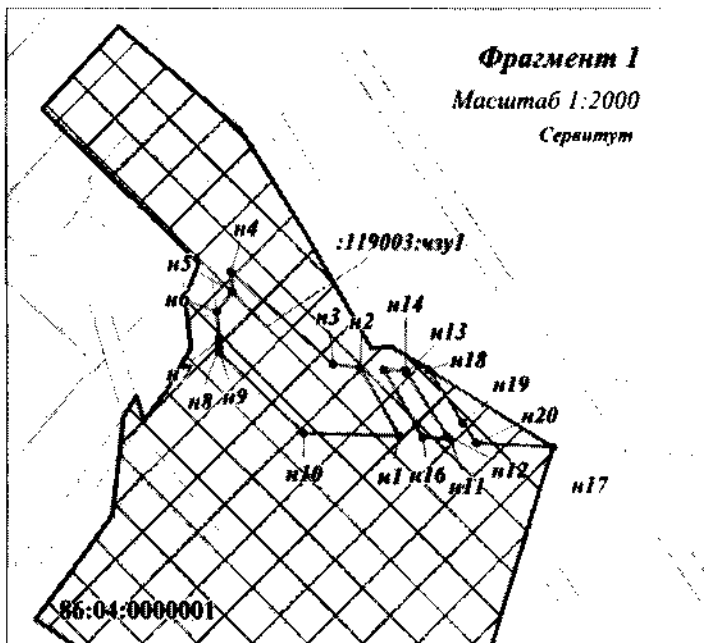 Фрагмент 1
Масштаб 1:2000
Сервитут
:119003:чзу1
н4
н5
н6
н3
н2
н14
н13
н18
н7
н8
н9
н19
н20
н10
н1
н16
н11
н12
н17
86:04:0000001